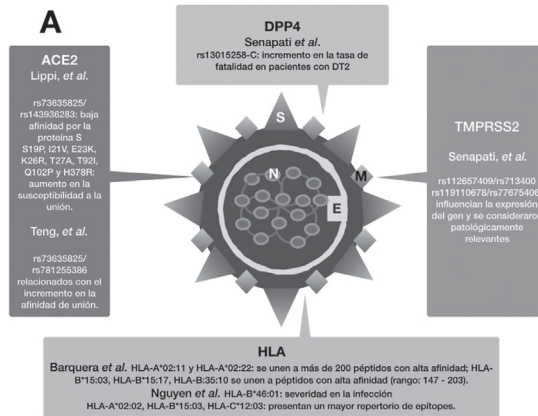 A
DPP4
Senapati et al.
rs13015258-C: incremento en la tasa de
fatalidad en pacientes con DT2
ACE2
Lippi, et al.
rs73635825/
rs143936283: baja
afinidad por la
proteína S
S19P, I21V, E23K,
K26R, T27A, T92I,
Q102P y H378R:
aumento en la
susceptibilidad a la
unión.
Teng, et al.
rs73635825/
rs781255386
relacionados con el
incremento en la
afinidad de unión.
S
N
M
E
TMPRSS2
Senapati, et al.
rs112657409/rs713400
rs11910678/rs77675406
influencian la expresión
del gen y se consideraron
patológicamente
relevantes
HLA
Barquera et al. HLA-A*02:11 y HLA-A*02:22: se unen a más de 200 péptidos con alta afinidad; HLA-
B*15:03, HLA-B*15:17, HLA-B:35:10 se unen a péptidos con alta afinidad (rango: 147 - 203).
Nguyen et al. HLA-B*46:01: severidad en la infección
HLA-A*02:02, HLA-B*15:03, HLA-C*12:03: presentan un mayor repertorio de epitopes.